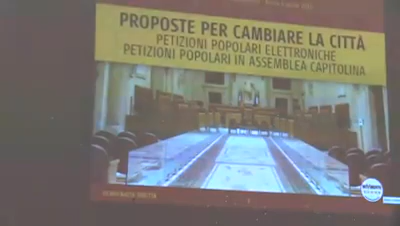 PROPOSTE PER CAMBIARE LA CITTÀ
PETIZIONI POPOLARI ELETTRONICHE
PETIZIONI POPOLARI IN ASSEMBLEA CAPITOLINA